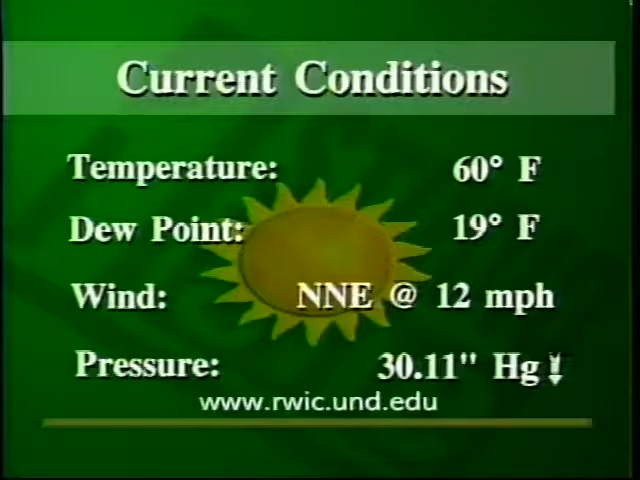 Current Conditions
Temperature: 60° F
Dew Point: 19° F
Wind: NNE @ 12 mph
Pressure: 30.11" Hg
www.rwic.und.edu